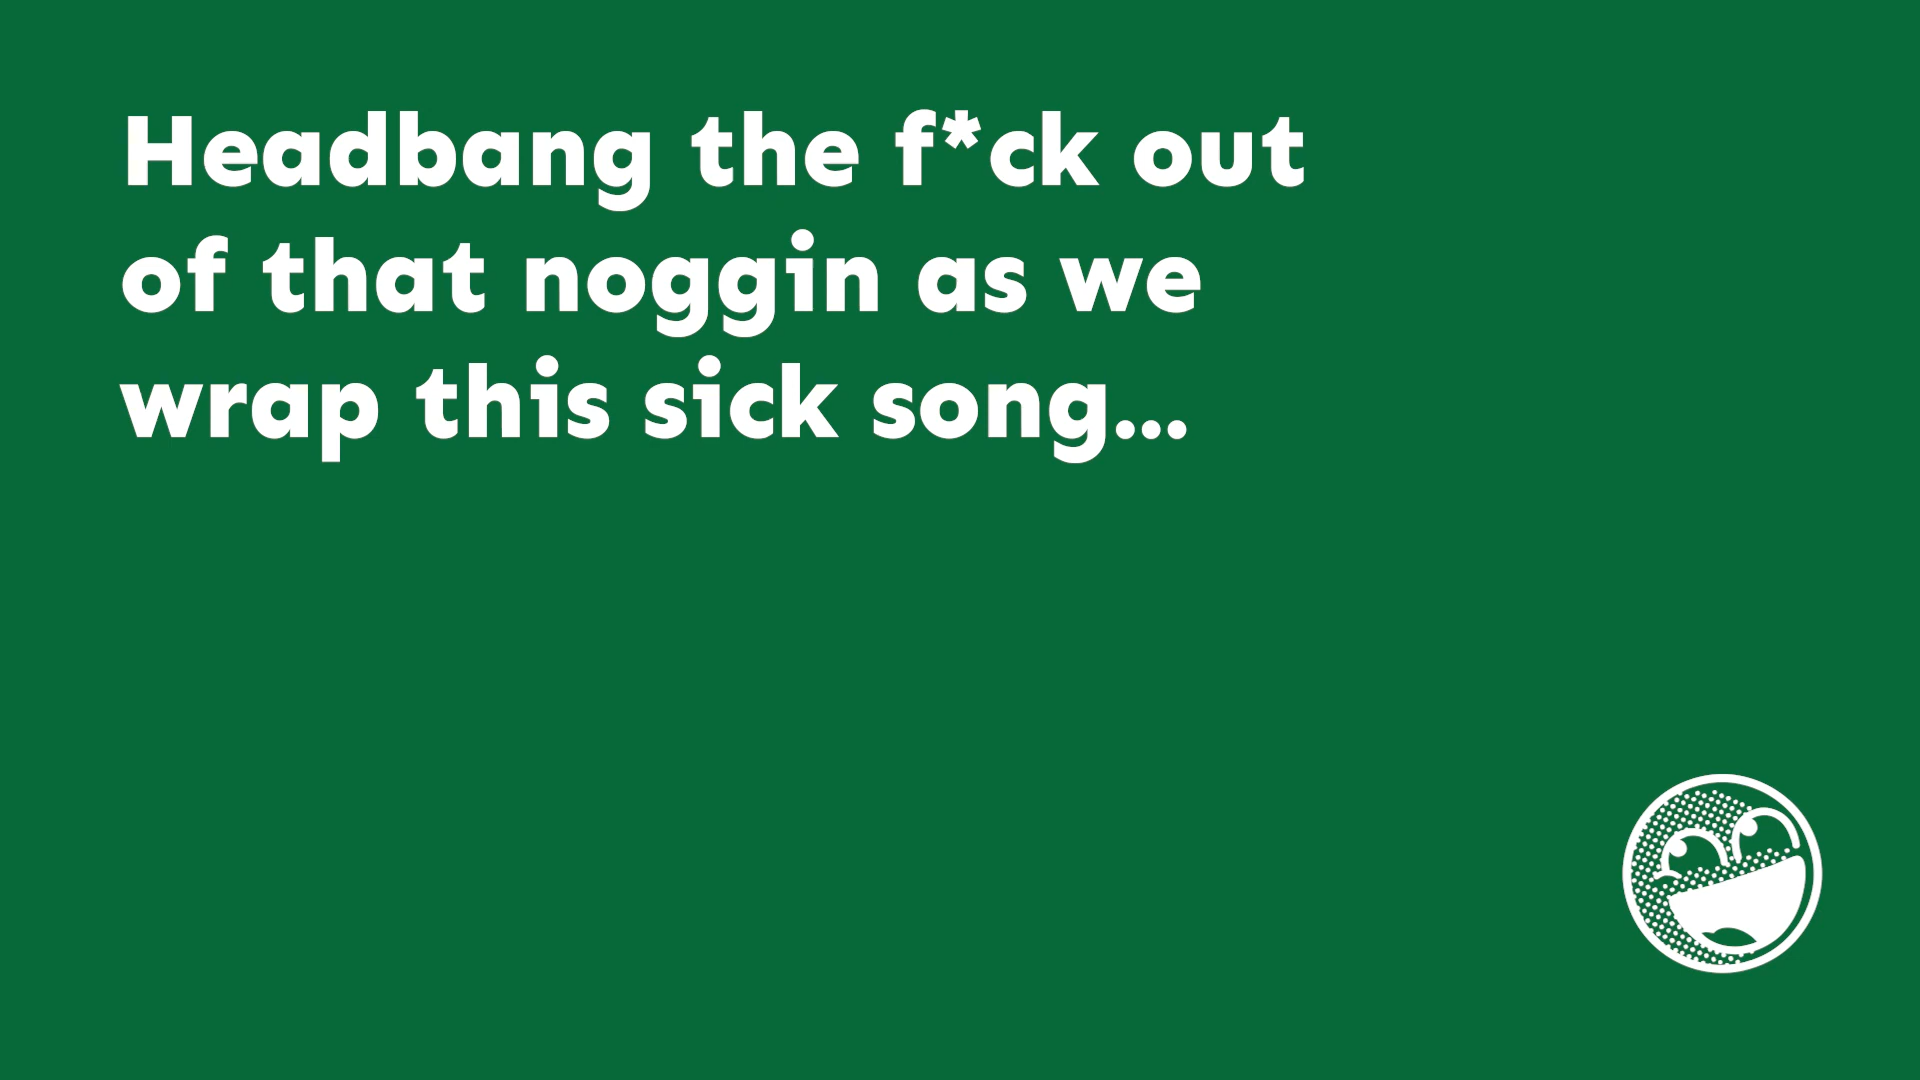 Headbang the f*ck out
of that noggin as we
wrap this sick song...